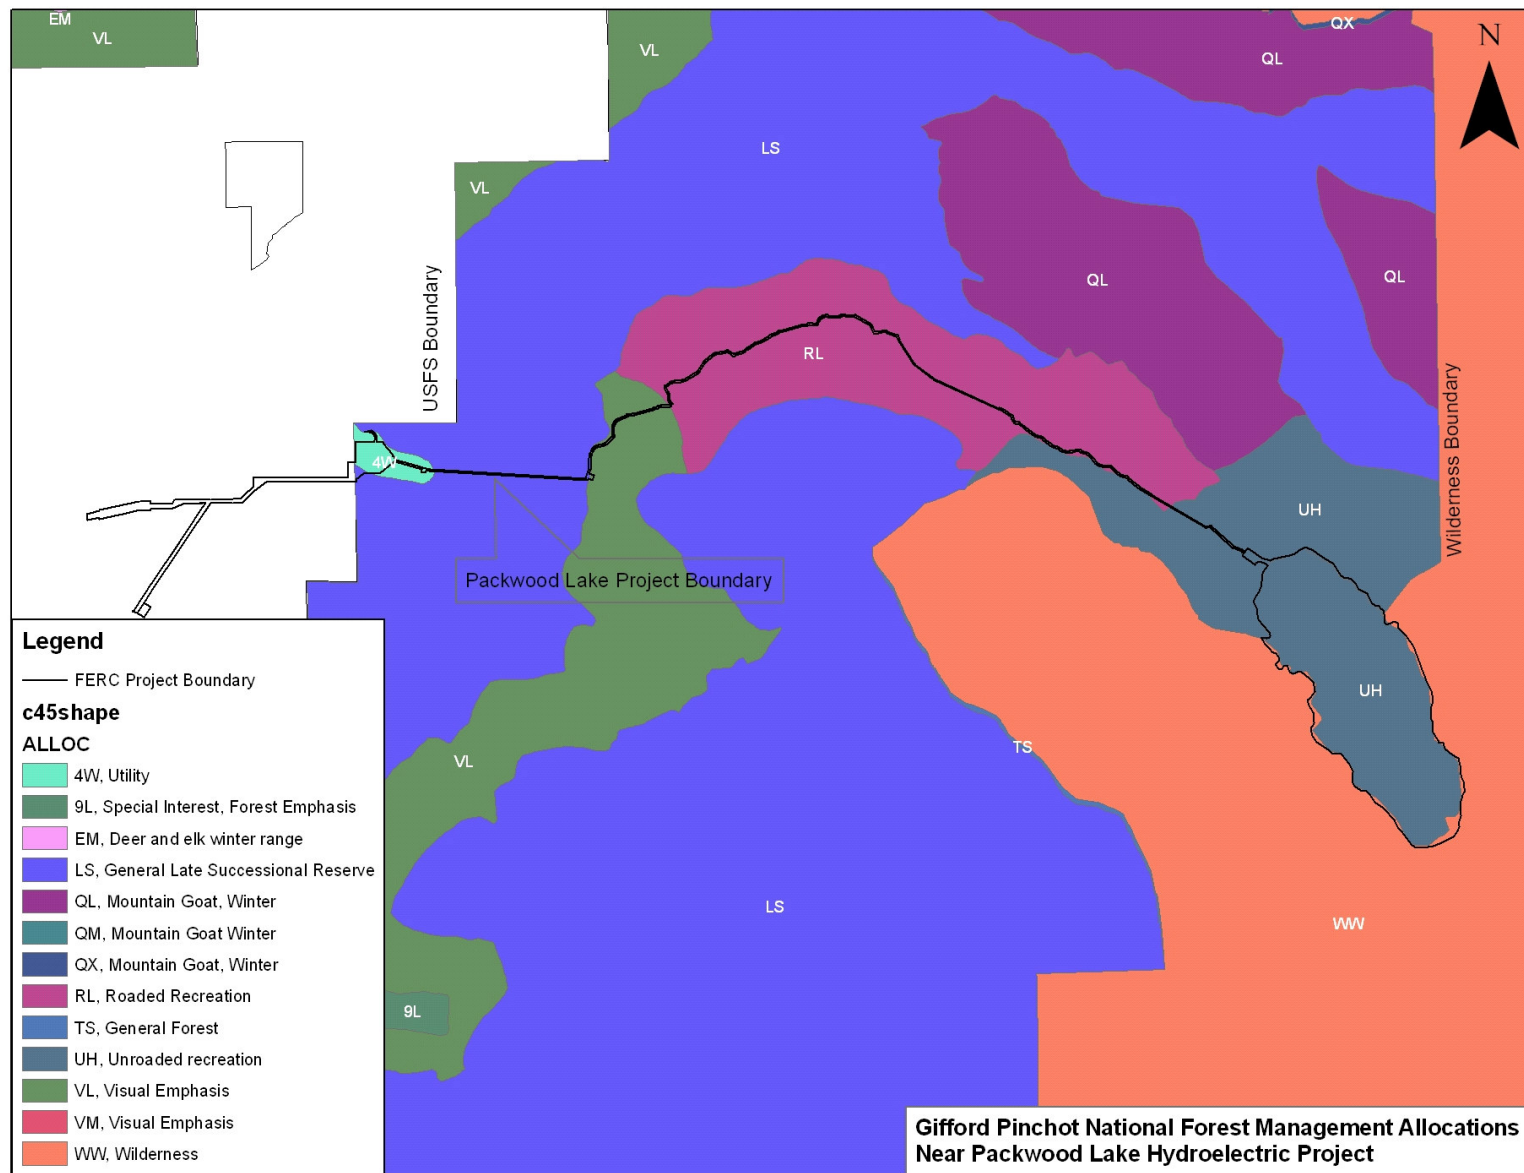 EM
VL
VL
QX
QL
N
LS
VL
QL
QL
USFS Boundary
RL
Wilderness Boundary
4W
UH
Packwood Lake Project Boundary
UH
TS
VL
LS
WW
9L
Legend
FERC Project Boundary
c45shape
ALLOC
4W, Utility
9L, Special Interest, Forest Emphasis
EM, Deer and elk winter range
LS, General Late Successional Reserve
QL, Mountain Goat, Winter
QM, Mountain Goat Winter
QX, Mountain Goat, Winter
RL, Roaded Recreation
TS, General Forest
UH, Unroaded recreation
VL, Visual Emphasis
VM, Visual Emphasis
WW, Wilderness
Gifford Pinchot National Forest Management Allocations
Near Packwood Lake Hydroelectric Project